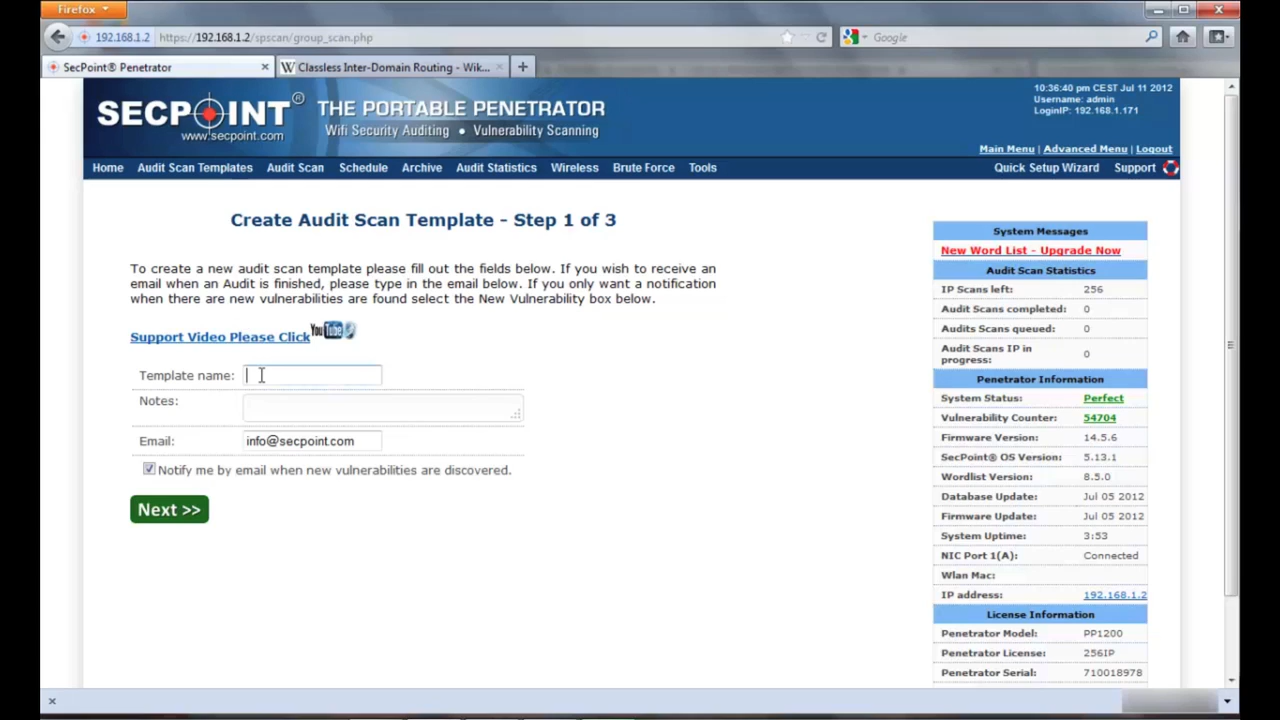 Firefox
192.168.1.2 https://192.168.1.2/spscan/group_scan.php
Google
SecPoint® Penetrator
Classless Inter-Domain Routing - Wik...
SECPOINT®
www.secpoint.com
THE PORTABLE PENETRATOR
Wifi Security Auditing • Vulnerability Scanning
10:36:40 pm CEST Jul 11 2012
Username: admin
LoginIP: 192.168.1.171
Main Menu | Advanced Menu | Logout
Home Audit Scan Templates Audit Scan Schedule Archive Audit Statistics Wireless Brute Force Tools Quick Setup Wizard Support
Create Audit Scan Template - Step 1 of 3
To create a new audit scan template please fill out the fields below. If you wish to receive an
email when an Audit is finished, please type in the email below. If you only want a notification
when there are new vulnerabilities are found select the New Vulnerability box below.
Support Video Please Click YouTube
Template name:
Notes:
Email: info@secpoint.com
Notify me by email when new vulnerabilities are discovered.
Next >>
System Messages
New Word List - Upgrade Now
Audit Scan Statistics
IP Scans left: 256
Audit Scans completed: 0
Audits Scans queued: 0
Audit Scans IP in
progress: 0
Penetrator Information
System Status: Perfect
Vulnerability Counter: 54704
Firmware Version: 14.5.6
SecPoint® OS Version: 5.13.1
Wordlist Version: 8.5.0
Database Update: Jul 05 2012
Firmware Update: Jul 05 2012
System Uptime: 3:53
NIC Port 1(A): Connected
Wlan Mac:
IP address: 192.168.1.2
License Information
Penetrator Model: PP1200
Penetrator License: 256IP
Penetrator Serial: 710018978